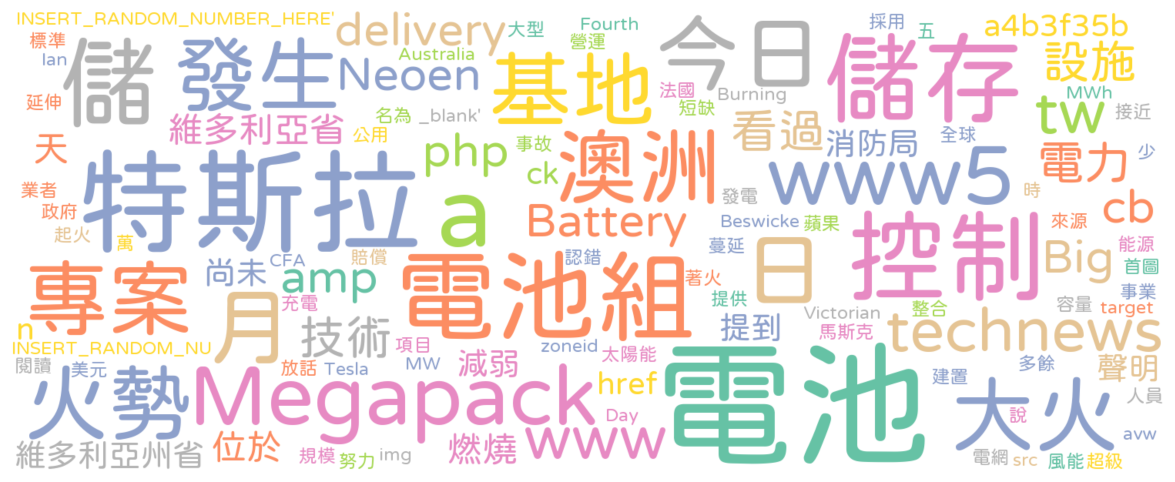 INSERT_RANDOM_NUMBER_HERE'
delivery
大型
Fourth
今日
採用
五
a4b3f35b
標準
lan
儲
發生
Australia
營運
Neoen
基地
儲存
設施
延伸
維多利亞省
名為
_blank'
法國
短缺
Burning
MWh
tw
接近
天
公用
php
事故
ck
澳洲
看過
消防局
全球
電力
少
業者
政府
特斯拉
a
Battery
發電
www5
時
cb
起火
萬
CFA
賠償
認錯
著火
Beswicke
蘋果
蔓延
來源
能源
專案
尚未
amp
電池組
日
控制
Big
首圖
n
月
充電
提供
提到
Victorian
整合
容量
事業
target
INSERT_RANDOM_NU
技術
項目
zoneid
太陽能
馬斯克
technews
閱讀
美元
放話
Tesla
MW
減弱
href
電池
建置
多餘
聲明
火勢
Megapack
Day
大火
說
人員
維多利亞州省
位於
規模
努力
img
燃燒
www
電網
src
風能
超級
avw